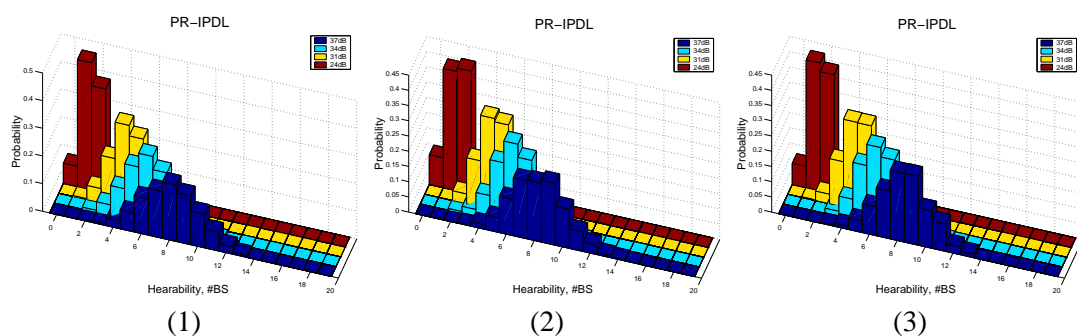 PR−IPDL
37dB
34dB
31dB
24dB
0.5
0.4
0.3
0.2
0.1
0
Probability
0
2
4
6
8
10
12
14
16
18
20
Hearability, #BS
(1)
PR−IPDL
37dB
34dB
31dB
24dB
0.45
0.4
0.35
0.3
0.25
0.2
0.15
0.1
0.05
0
Probability
0
2
4
6
8
10
12
14
16
18
20
Hearability, #BS
(2)
PR−IPDL
37dB
34dB
31dB
24dB
0.45
0.4
0.35
0.3
0.25
0.2
0.15
0.1
0.05
0
Probability
0
2
4
6
8
10
12
14
16
18
20
Hearability, #BS
(3)